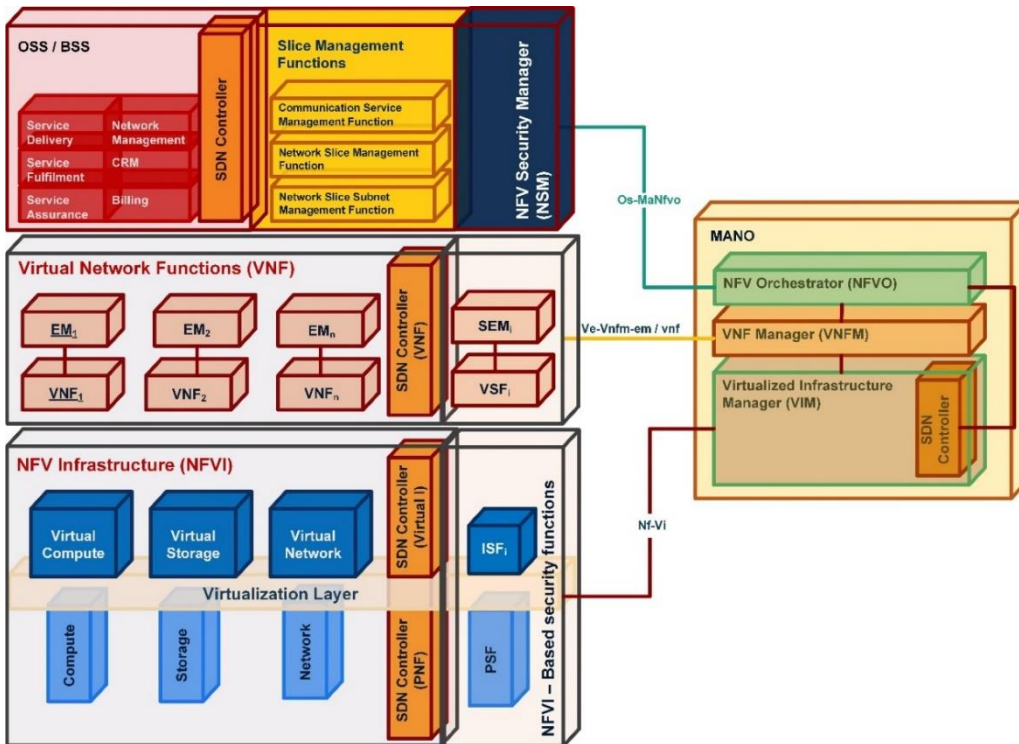 OSS / BSS
Service
Delivery
Network
Management
Service
Fulfilment
CRM
Service
Assurance
Billing
SDN Controller
Slice Management
Functions
Communication Service
Management Function
Network Slice Management
Function
Network Slice Subnet
Management Function
NFV Security Manager
(NSM)
Os-MaNfvo
MANO
NFV Orchestrator (NFVO)
VNF Manager (VNFM)
Virtualized Infrastructure
Manager (VIM)
SDN
Controller
Virtual Network Functions (VNF)
EM1
EM2
EMn
VNF1
VNF2
VNFn
SDN Controller
(VNF)
SEMi
VSFi
Ve-Vnfm-em / vnf
NFV Infrastructure (NFVI)
Virtual
Compute
Virtual
Storage
Virtual
Network
SDN Controller
(Virtual I)
ISFi
Virtualization Layer
Compute
Storage
Network
SDN Controller
(PNF)
PSF
NFVI – Based security functions
Nf-Vi